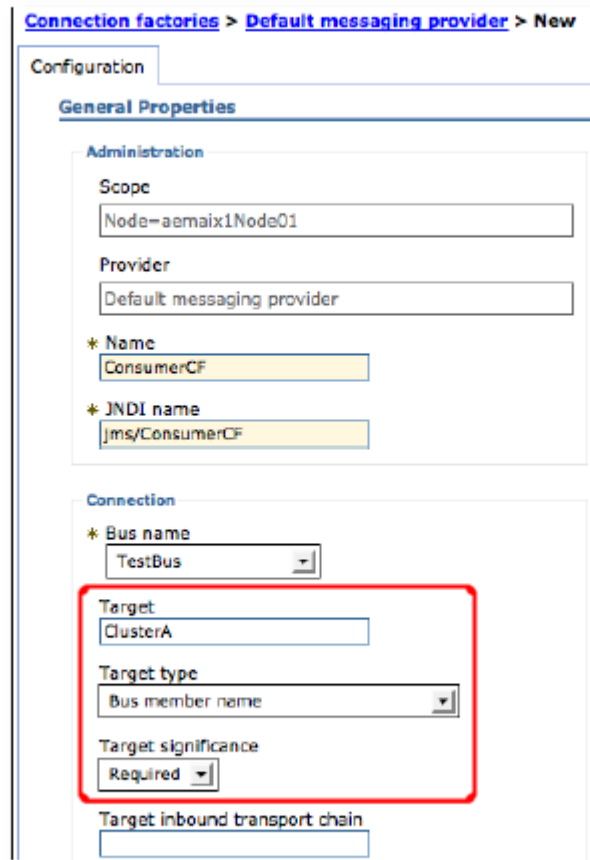 Connection factories > Default messaging provider > New
Configuration
General Properties
Administration
Scope
Node=aemaix1Node01
Provider
Default messaging provider
* Name
ConsumerCF
* JNDI name
jms/ConsumerCF
Connection
* Bus name
TestBus
Target
ClusterA
Target type
Bus member name
Target significance
Required
Target inbound transport chain